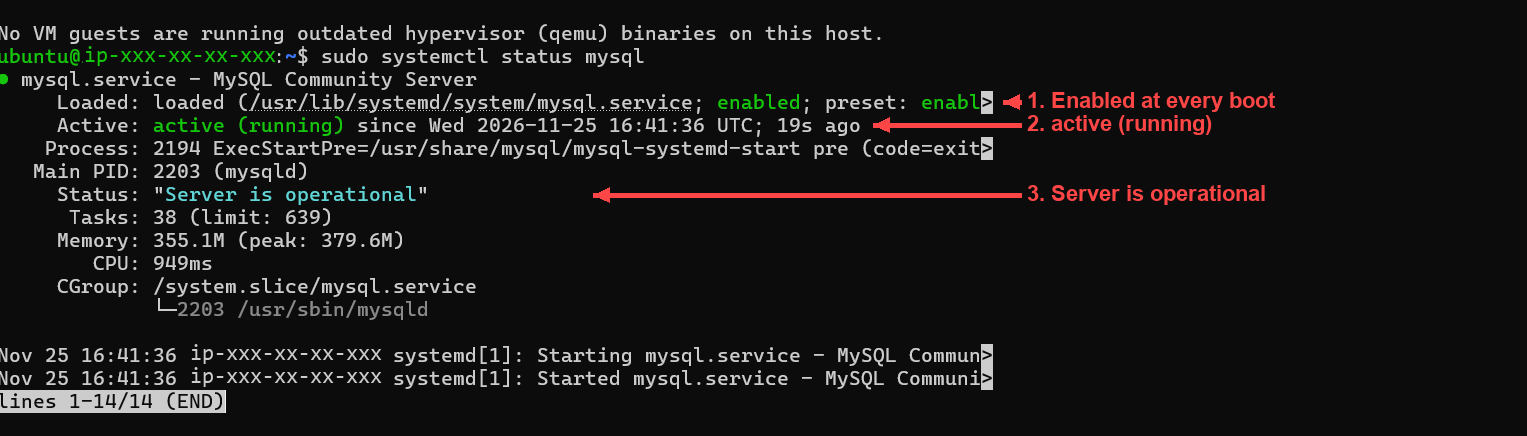 No VM guests are running outdated hypervisor (qemu) binaries on this host.
ubuntu@ip-xxx-xx-xx-xxx:~$ sudo systemctl status mysql
● mysql.service - MySQL Community Server
Loaded: loaded (/usr/lib/systemd/system/mysql.service; enabled; preset: enabl> 1. Enabled at every boot
Active: active (running) since Wed 2026-11-25 16:41:36 UTC; 19s ago 2. active (running)
Process: 2194 ExecStartPre=/usr/share/mysql/mysql-systemd-start pre (code=exit>
Main PID: 2203 (mysqld)
Status: "Server is operational" 3. Server is operational
Tasks: 38 (limit: 639)
Memory: 355.1M (peak: 379.6M)
CPU: 949ms
CGroup: /system.slice/mysql.service
└─2203 /usr/sbin/mysqld
Nov 25 16:41:36 ip-xxx-xx-xx-xxx systemd[1]: Starting mysql.service - MySQL Commun>
Nov 25 16:41:36 ip-xxx-xx-xx-xxx systemd[1]: Started mysql.service - MySQL Communi>
lines 1-14/14 (END)